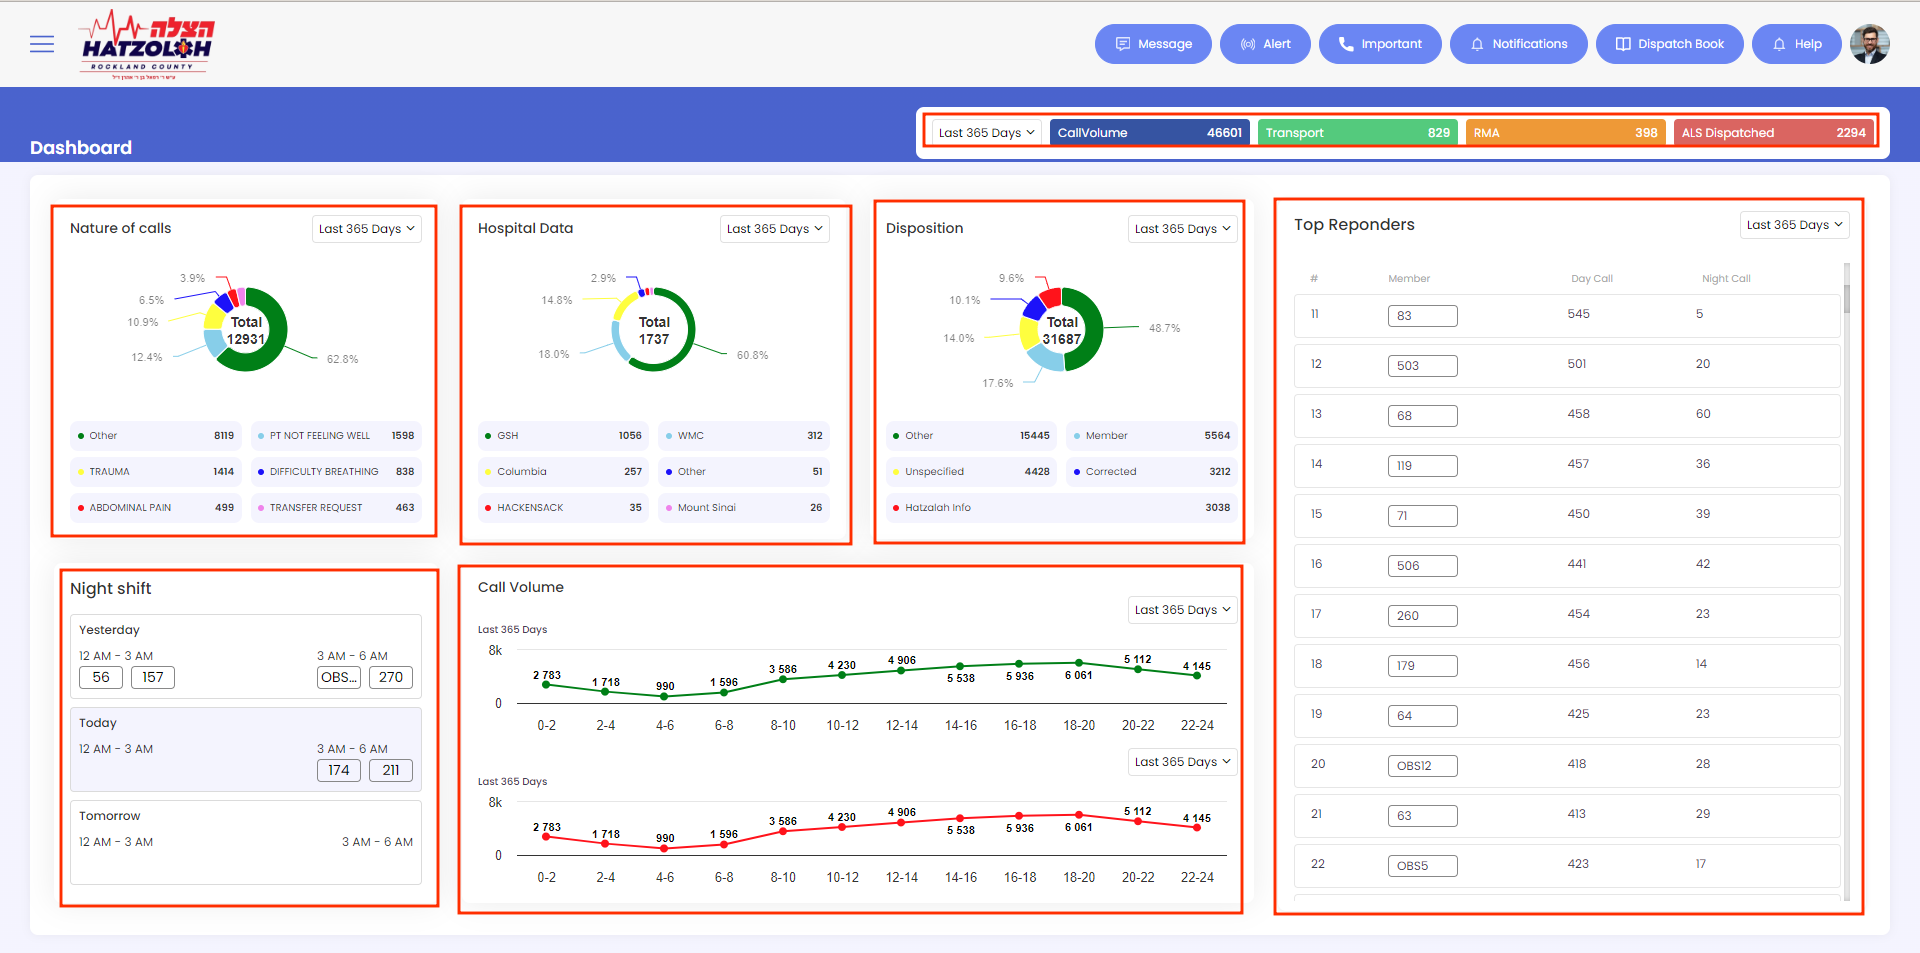 הצלה
HATZOLOH
ROCKLAND COUNTY
Message
Alert
Important
Notifications
Dispatch Book
Help
Dashboard
Last 365 Days
CallVolume 46601
Transport 829
RMA 398
ALS Dispatched 2294
Nature of calls
Last 365 Days
3.9%
6.5%
10.9%
12.4%
62.8%
Total
12931
Other 8119
PT NOT FEELING WELL 1598
TRAUMA 1414
DIFFICULTY BREATHING 838
ABDOMINAL PAIN 499
TRANSFER REQUEST 463
Hospital Data
Last 365 Days
2.9%
14.8%
18.0%
60.8%
Total
1737
GSH 1056
WMC 312
Columbia 257
Other 51
HACKENSACK 35
Mount Sinai 26
Disposition
Last 365 Days
9.6%
10.1%
14.0%
17.6%
48.7%
Total
31687
Other 15445
Member 5564
Unspecified 4428
Corrected 3212
Hatzalah Info 3038
Top Reponders
Last 365 Days
# Member Day Call Night Call
11 83 545 5
12 503 501 20
13 68 458 60
14 119 457 36
15 71 450 39
16 506 441 42
17 260 454 23
18 179 456 14
19 64 425 23
20 OBS12 418 28
21 63 413 29
22 OBS5 423 17
Night shift
Yesterday
12 AM - 3 AM 3 AM - 6 AM
56 157 OBS... 270
Today
12 AM - 3 AM 3 AM - 6 AM
174 211
Tomorrow
12 AM - 3 AM 3 AM - 6 AM
Call Volume
Last 365 Days
Last 365 Days
8k
0
2 783 1 718 990 1 596 3 586 4 230 4 906 5 538 5 936 6 061 5 112 4 145
0-2 2-4 4-6 6-8 8-10 10-12 12-14 14-16 16-18 18-20 20-22 22-24
Last 365 Days
Last 365 Days
8k
0
2 783 1 718 990 1 596 3 586 4 230 4 906 5 538 5 936 6 061 5 112 4 145
0-2 2-4 4-6 6-8 8-10 10-12 12-14 14-16 16-18 18-20 20-22 22-24